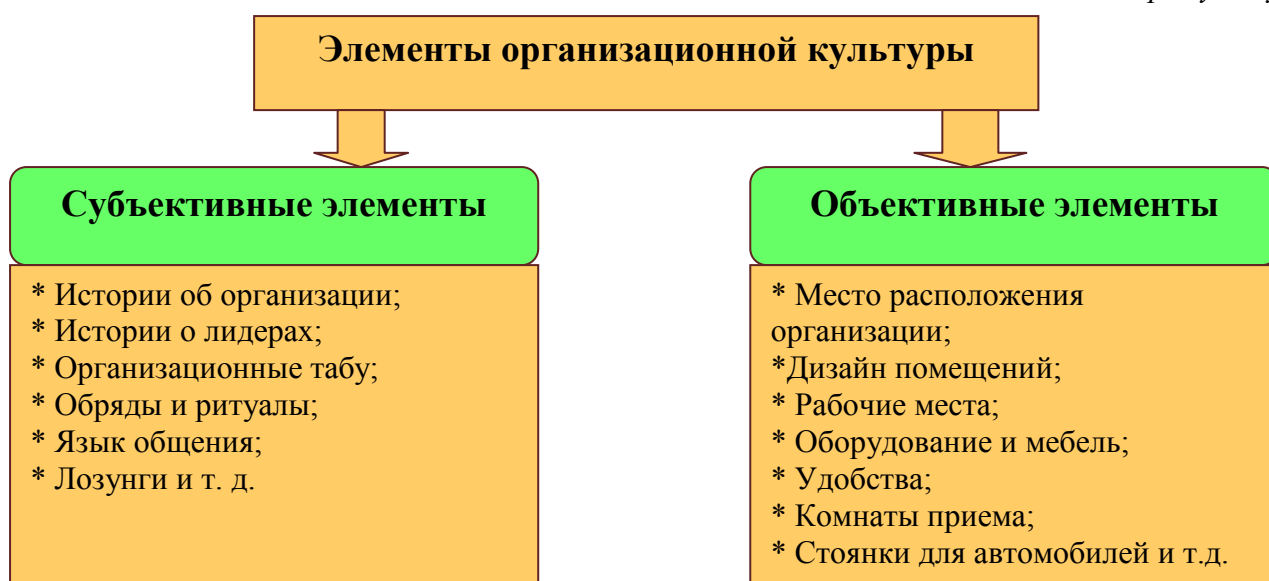 Элементы организационной культуры
Субъективные элементы
* Истории об организации;
* Истории о лидерах;
* Организационные табу;
* Обряды и ритуалы;
* Язык общения;
* Лозунги и т. д.
Объективные элементы
* Место расположения
организации;
*Дизайн помещений;
* Рабочие места;
* Оборудование и мебель;
* Удобства;
* Комнаты приема;
* Стоянки для автомобилей и т.д.